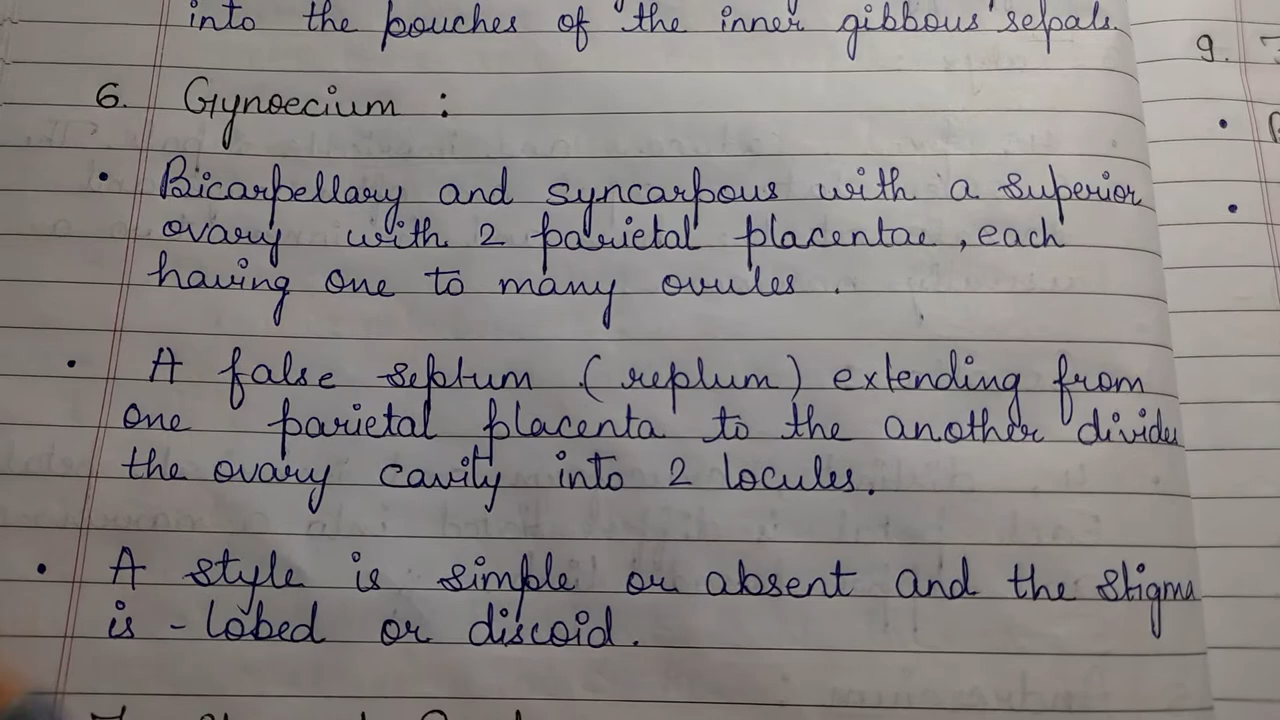 into the pouches of the inner gibbous sepals.
9.
6. Gynoecium :
• Bicarpellary and syncarpous with a superior
ovary with 2 parietal placentae, each
having one to many ovules.
• A false septum (replum) extending from
one parietal placenta to the another divides
the ovary cavity into 2 locules.
• A style is simple or absent and the stigma
is - lobed or discoid.